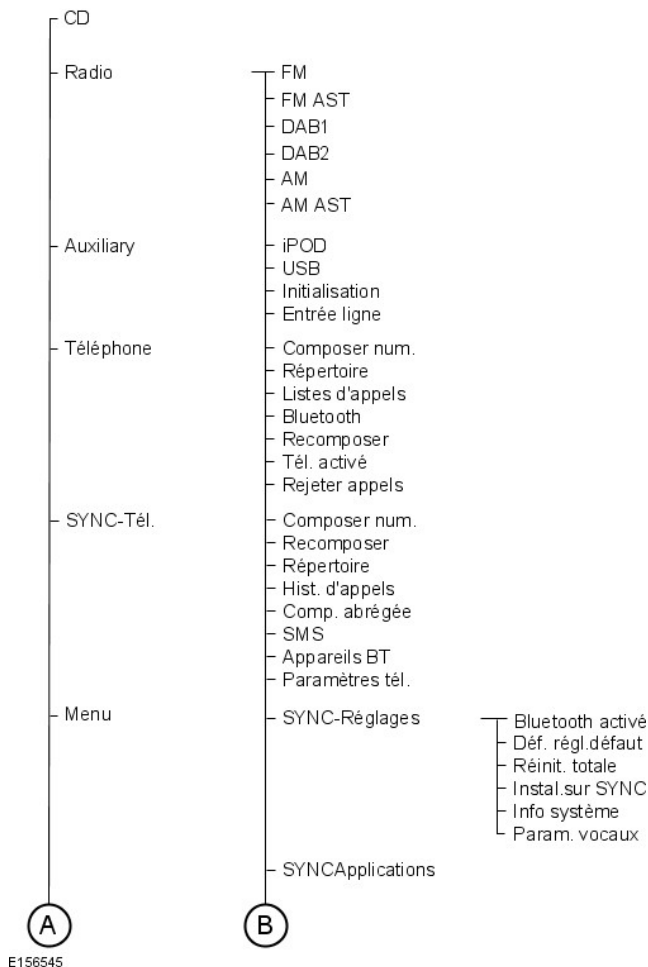 CD
Radio
FM
FM AST
DAB1
DAB2
AM
AM AST
Auxiliary
iPOD
USB
Initialisation
Entrée ligne
Téléphone
Composer num.
Répertoire
Listes d'appels
Bluetooth
Recomposer
Tél. activé
Rejeter appels
SYNC-Tél.
Composer num.
Recomposer
Répertoire
Hist. d'appels
Comp. abrégée
SMS
Appareils BT
Paramètres tél.
Menu
SYNC-Réglages
Bluetooth activé
Déf. régl.défaut
Réinit. totale
Instal.sur SYNC
Info système
Param. vocaux
SYNCApplications
A
B
E156545